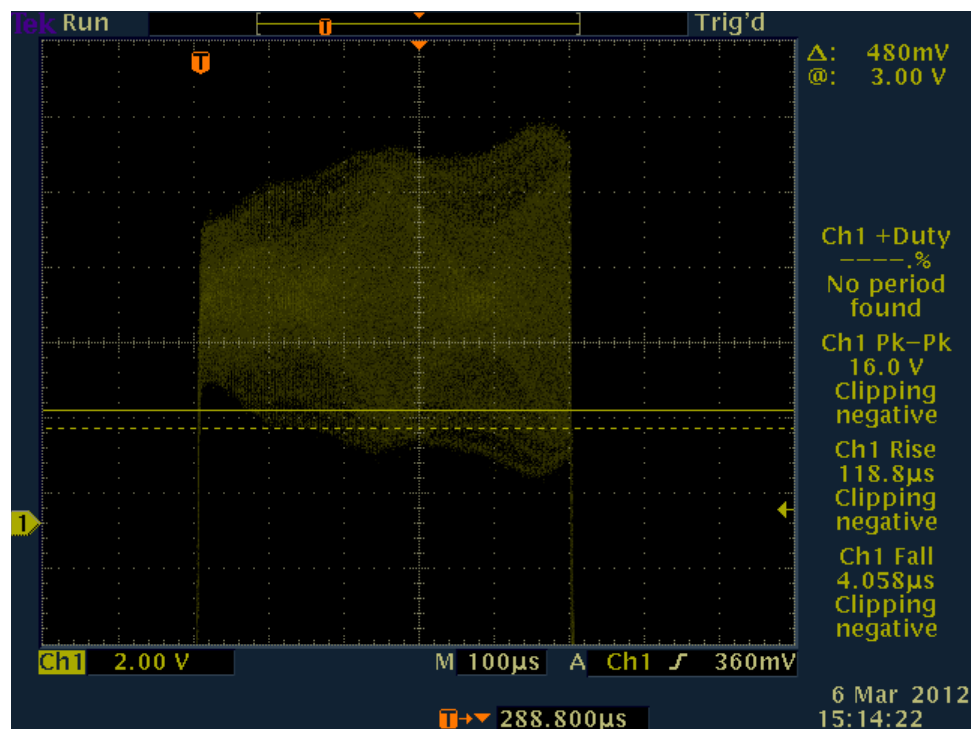 Tek Run Trig'd
T
T
Δ: 480mV
@: 3.00 V
Ch1 +Duty
----.%
No period
found
Ch1 Pk-Pk
16.0 V
Clipping
negative
Ch1 Rise
118.8µs
Clipping
negative
1
Ch1 Fall
4.058µs
Clipping
negative
Ch1 2.00 V M 100µs A Ch1 ƒ 360mV
6 Mar 2012
T→▼ 288.800µs 15:14:22